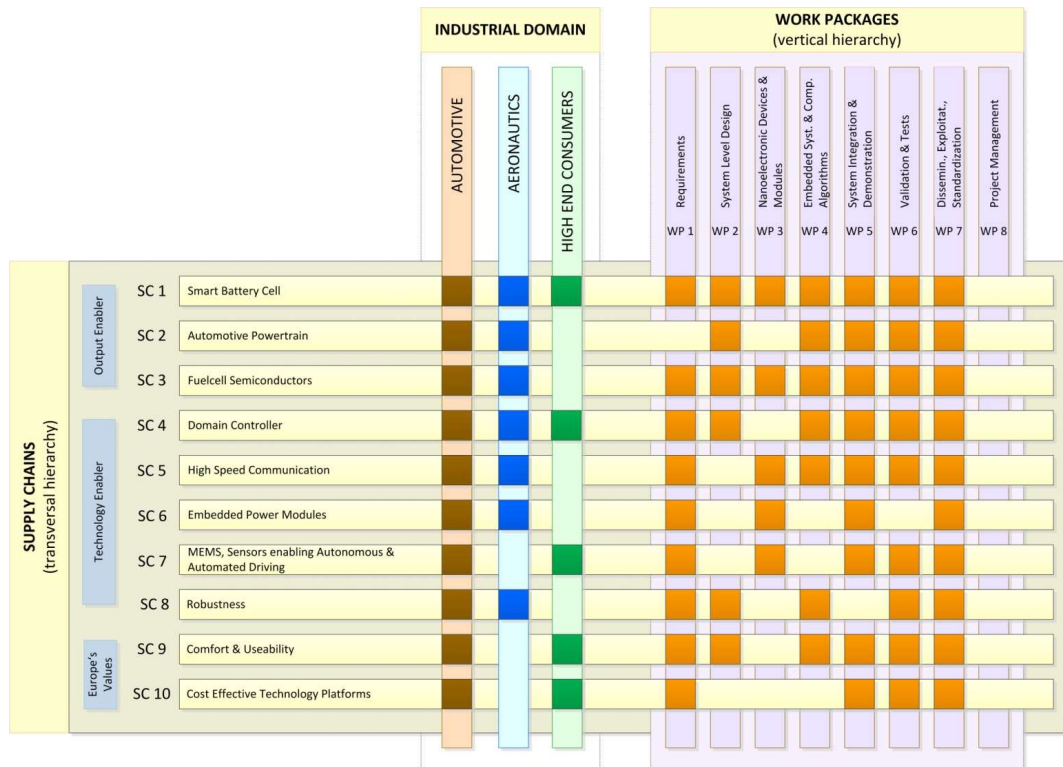 INDUSTRIAL DOMAIN
WORK PACKAGES
(vertical hierarchy)
AUTOMOTIVE
AERONAUTICS
HIGH END CONSUMERS
Requirements
System Level Design
Nanoelectronic Devices &
Modules
Embedded Syst. & Comp.
Algorithms
System Integration &
Demonstration
Validation & Tests
Dissemin., Exploitat.,
Standardization
Project Management
WP 1
WP 2
WP 3
WP 4
WP 5
WP 6
WP 7
WP 8
SUPPLY CHAINS
(transversal hierarchy)
Output Enabler
SC 1
Smart Battery Cell
SC 2
Automotive Powertrain
SC 3
Fuelcell Semiconductors
Technology Enabler
SC 4
Domain Controller
SC 5
High Speed Communication
SC 6
Embedded Power Modules
SC 7
MEMS, Sensors enabling Autonomous &
Automated Driving
SC 8
Robustness
Europe's
Values
SC 9
Comfort & Useability
SC 10
Cost Effective Technology Platforms